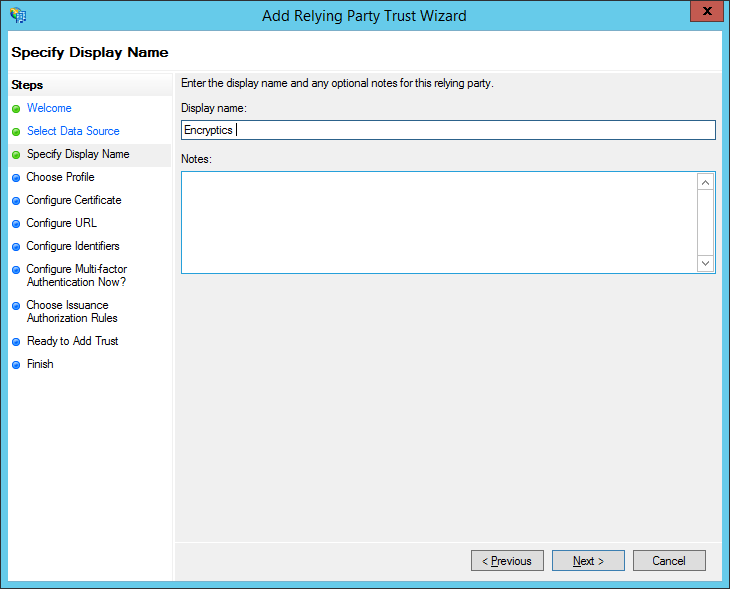 Add Relying Party Trust Wizard
x
Specify Display Name
Steps
Welcome
Select Data Source
Specify Display Name
Choose Profile
Configure Certificate
Configure URL
Configure Identifiers
Configure Multi-factor
Authentication Now?
Choose Issuance
Authorization Rules
Ready to Add Trust
Finish
Enter the display name and any optional notes for this relying party.
Display name:
Encryptics
Notes:
< Previous
Next >
Cancel